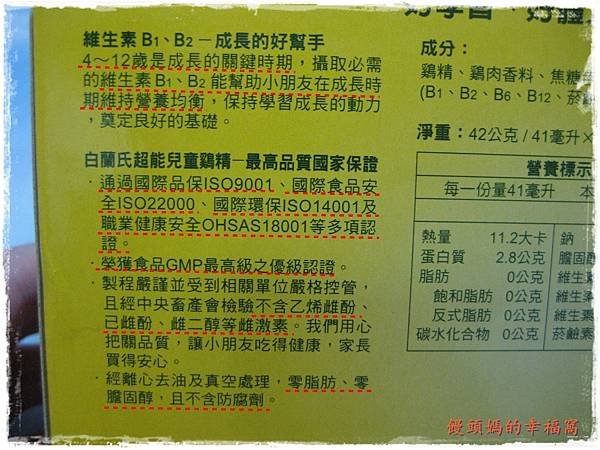 維生素 B1、B2 － 成長的好幫手
4～12歲是成長的關鍵時期，攝取必需
的維生素 B1、B2 能幫助小朋友在成長時
期維持營養均衡，保持學習成長的動力
，奠定良好的基礎。
白蘭氏超能兒童鷄精－最高品質國家保證
·通過國際品保ISO9001、國際食品安
全ISO22000、國際環保ISO14001及
職業健康安全OHSAS18001等多項認
證。
·榮獲食品GMP最高級之優級認證。
·製程嚴謹並受到相關單位嚴格控管，
且經中央畜產會檢驗不含乙烯雌酚、
已雌酚、雌二醇等雌激素。我們用心
把關品質，讓小朋友吃得健康，家長
買得安心。
·經離心去油及真空處理，零脂肪、零
膽固醇，且不含防腐劑。
成分：
鷄精、鷄肉香料、焦糖
(B1、B2、B6、B12、菸鹼
淨重：42公克 / 41毫升×
營養標示
每一份量41毫升 本
熱量 11.2大卡 鈉
蛋白質 2.8公克 膽固
脂肪 0公克 維生
飽和脂肪 0公克 維生
反式脂肪 0公克 維生
碳水化合物 0公克 菸鹼
饅頭媽的幸福窩